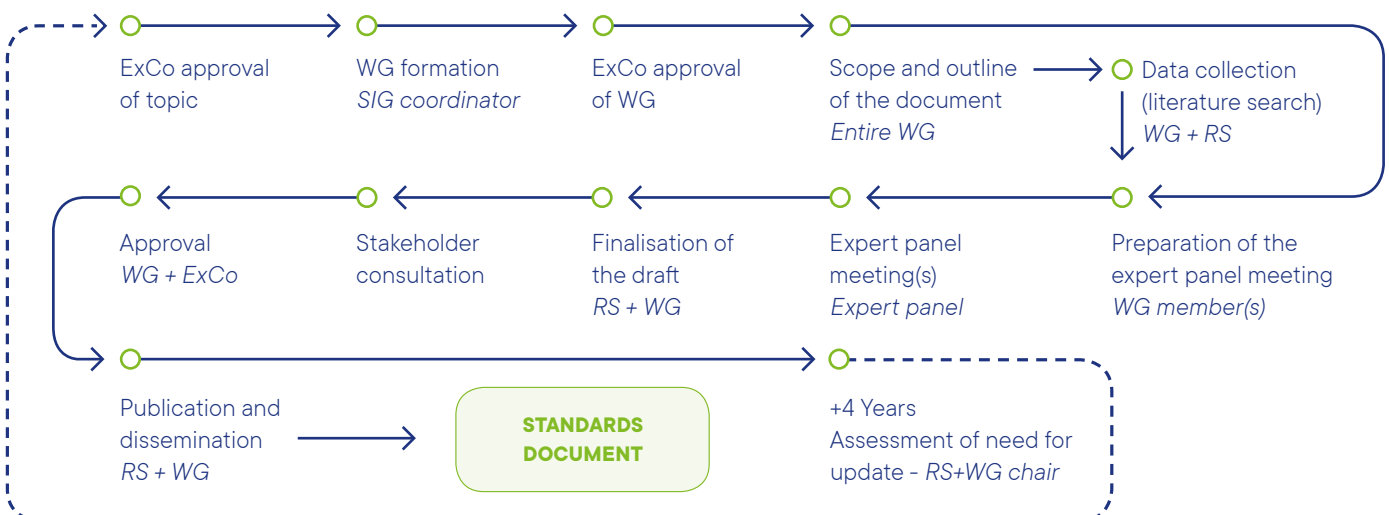 ExCo approval
of topic
WG formation
SIG coordinator
ExCo approval
of WG
Scope and outline
of the document
Entire WG
Data collection
(literature search)
WG + RS
Approval
WG + ExCo
Stakeholder
consultation
Finalisation of
the draft
RS + WG
Expert panel
meeting(s)
Expert panel
Preparation of the
expert panel meeting
WG member(s)
Publication and
dissemination
RS + WG
STANDARDS
DOCUMENT
+4 Years
Assessment of need for
update - RS+WG chair